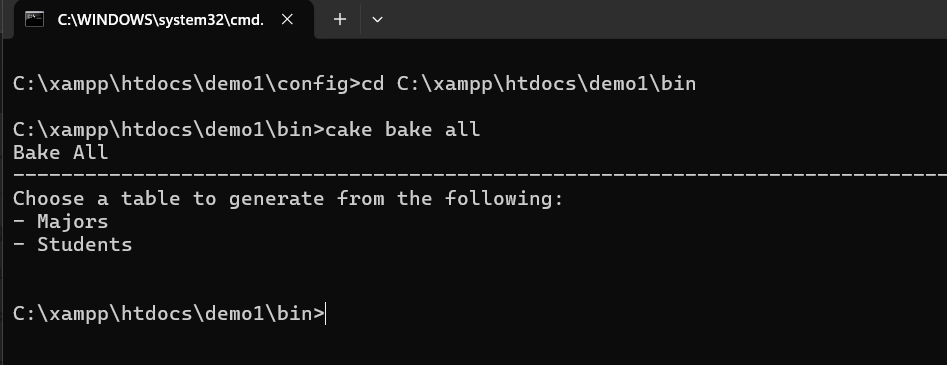 C:\WINDOWS\system32\cmd.
C:\xampp\htdocs\demo1\config>cd C:\xampp\htdocs\demo1\bin
C:\xampp\htdocs\demo1\bin>cake bake all
Bake All
------------------------------------------------------------------------------
Choose a table to generate from the following:
- Majors
- Students
C:\xampp\htdocs\demo1\bin>